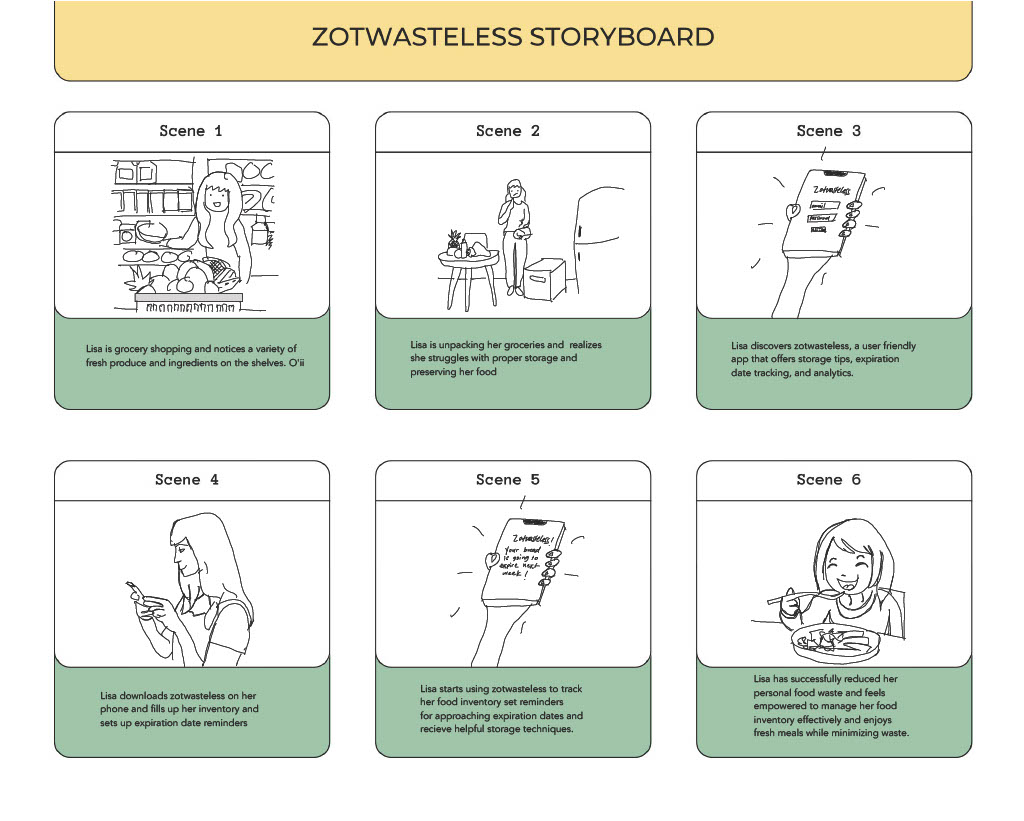 ZOTWASTELESS STORYBOARD
Scene 1
Lisa is grocery shopping and notices a variety of
fresh produce and ingredients on the shelves. O'ii
Scene 2
Lisa is unpacking her groceries and realizes
she struggles with proper storage and
preserving her food
Scene 3
Zotwasteless
email
password
Lisa discovers zotwasteless, a user friendly
app that offers storage tips, expiration
date tracking, and analytics.
Scene 4
Lisa downloads zotwasteless on her
phone and fills up her inventory and
sets up expiration date reminders
Scene 5
Zotwasteless!
Your bread
is going to
expire next
week!
Lisa starts using zotwasteless to track
her food inventory set reminders
for approaching expiration dates and
recieve helpful storage techniques.
Scene 6
Lisa has successfully reduced her
personal food waste and feels
empowered to manage her food
inventory effectively and enjoys
fresh meals while minimizing waste.